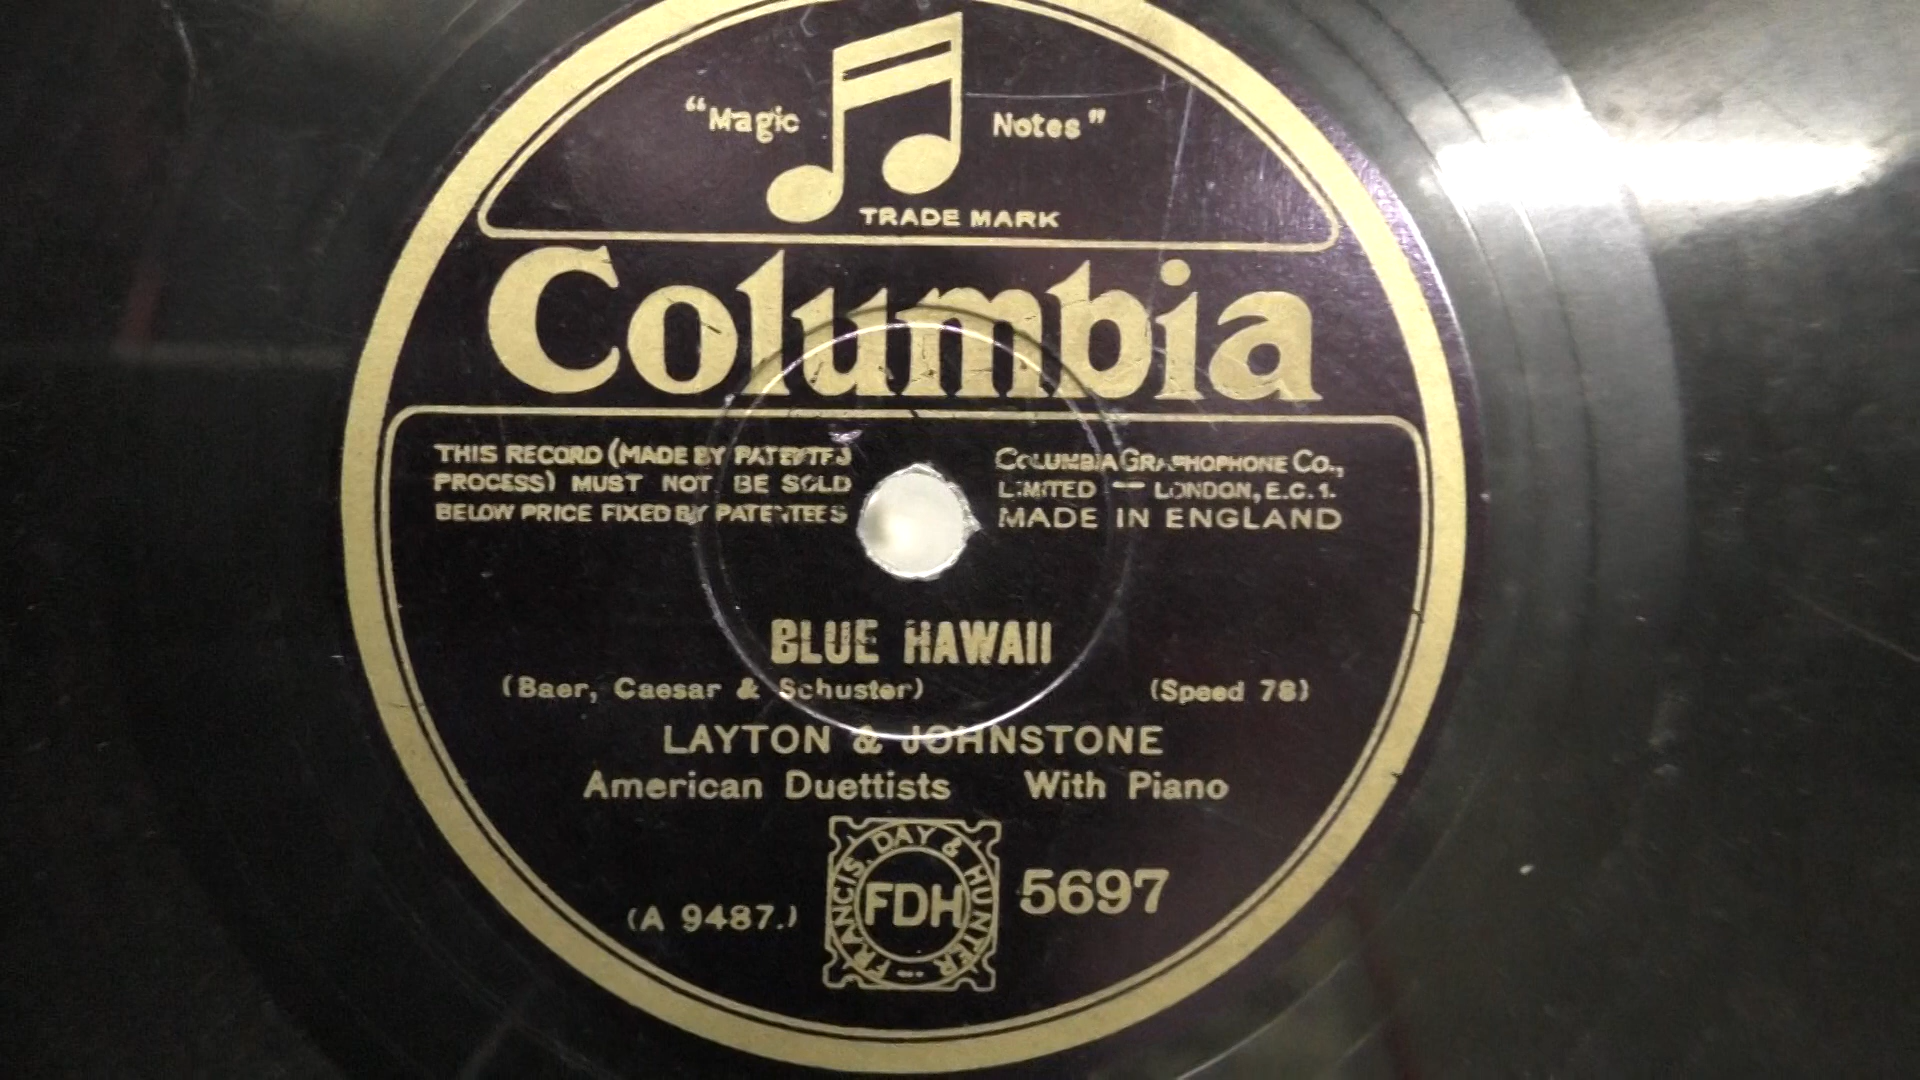 "Magic Notes"
TRADE MARK
Columbia
THIS RECORD (MADE BY PATENTED
PROCESS) MUST NOT BE SOLD
BELOW PRICE FIXED BY PATENTEES
COLUMBIA GRAPHOPHONE CO.,
LIMITED — LONDON, E.C.1.
MADE IN ENGLAND
BLUE HAWAII
(Baer, Caesar & Schuster) (Speed 78)
LAYTON & JOHNSTONE
American Duettists With Piano
(A 9487.)
FRANCIS, DAY & HUNTER
FDH
5697